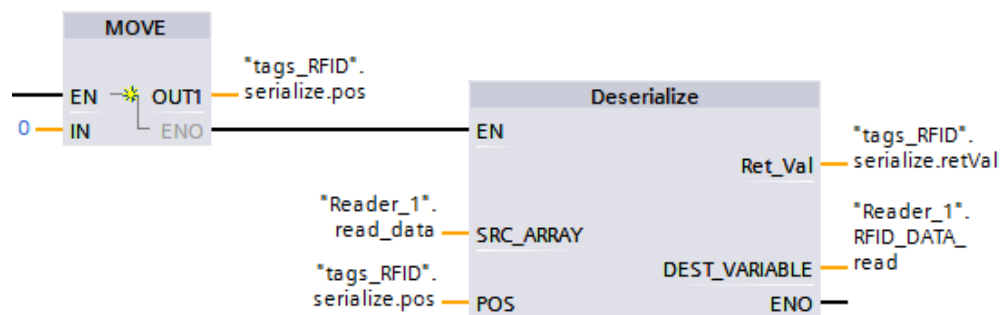 MOVE
"tags_RFID".
serialize.pos
EN
OUT1
0
IN
ENO
Deserialize
EN
"tags_RFID".
serialize.retVal
Ret_Val
"Reader_1".
read_data
SRC_ARRAY
"Reader_1".
RFID_DATA_
read
DEST_VARIABLE
"tags_RFID".
serialize.pos
POS
ENO